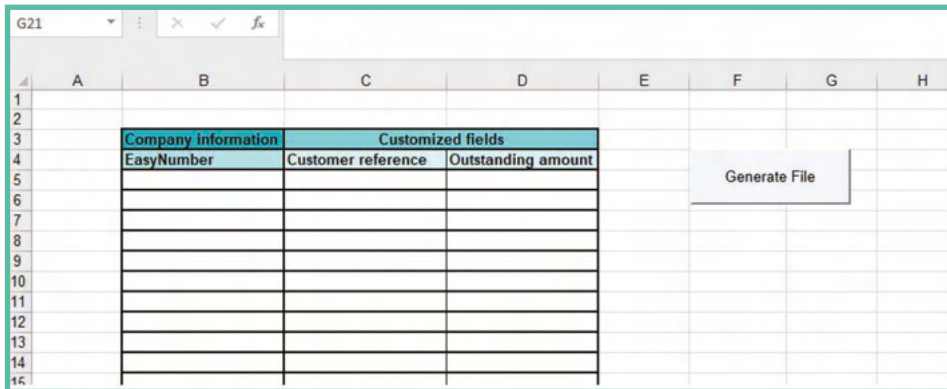 G21 fx
A B C D E F G H
1
2
3 Company information Customized fields
4 EasyNumber Customer reference Outstanding amount
5 Generate File
6
7
8
9
10
11
12
13
14
15